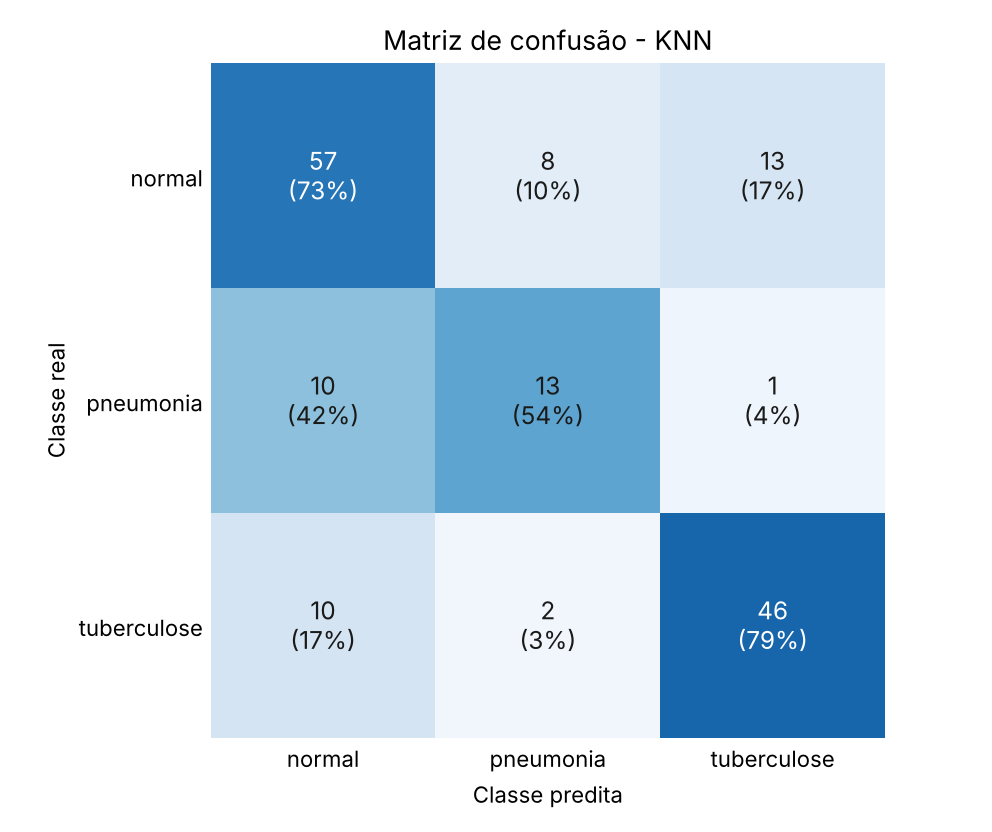 Matriz de confusão - KNN
normal
57
(73%)
8
(10%)
13
(17%)
Classe real
pneumonia
10
(42%)
13
(54%)
1
(4%)
tuberculose
10
(17%)
2
(3%)
46
(79%)
normal
pneumonia
tuberculose
Classe predita